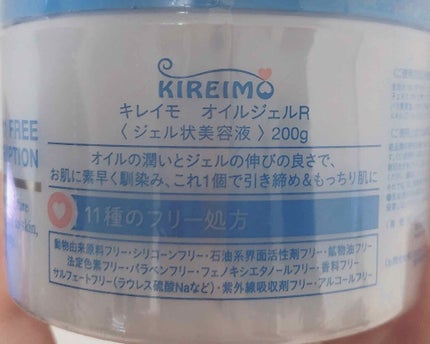 KIREIMO
キレイモ オイルジェルR
〈 ジェル状美容液 〉 200g
オイルの潤いとジェルの伸びの良さで、
お肌に素早く馴染み、これ1個で引き締め&もっちり肌に
11種のフリー処方
動物由来原料フリー・シリコーンフリー・石油系界面活性剤フリー・鉱物油フリー
法定色素フリー・パラベンフリー・フェノキシエタノールフリー・香料フリー
サルフェートフリー(ラウレス硫酸Naなど)・紫外線吸収剤フリー・アルコールフリー
FREE